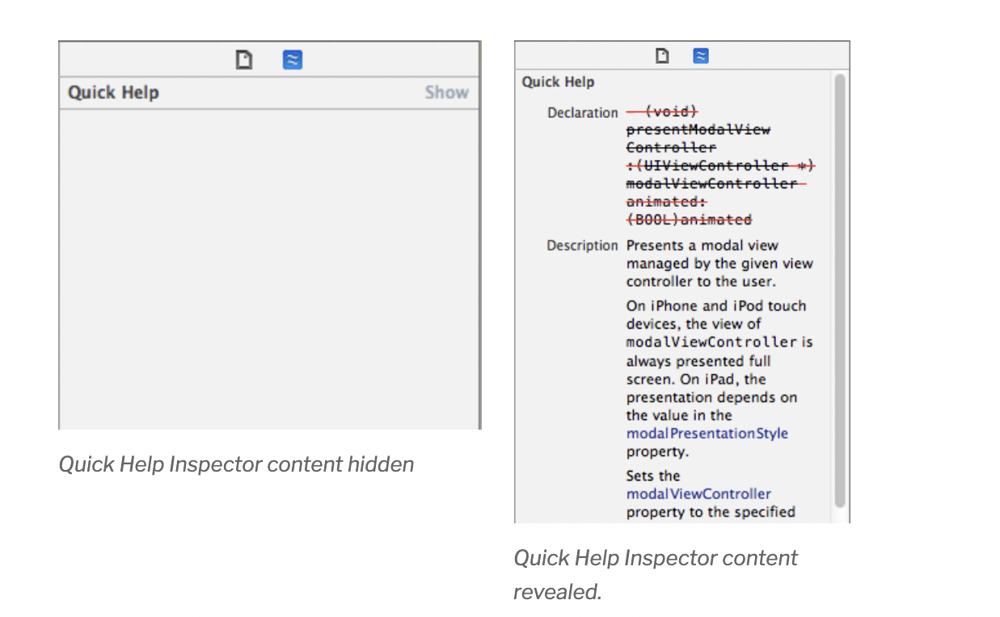 Quick Help Show
Quick Help Inspector content hidden
Quick Help
Declaration - (void)
presentModalView
Controller
:(UIViewController *)
modalViewController
animated:
(BOOL)animated
Description Presents a modal view
managed by the given view
controller to the user.
On iPhone and iPod touch
devices, the view of
modalViewController is
always presented full
screen. On iPad, the
presentation depends on
the value in the
modalPresentationStyle
property.
Sets the
modalViewController
property to the specified
Quick Help Inspector content
revealed.